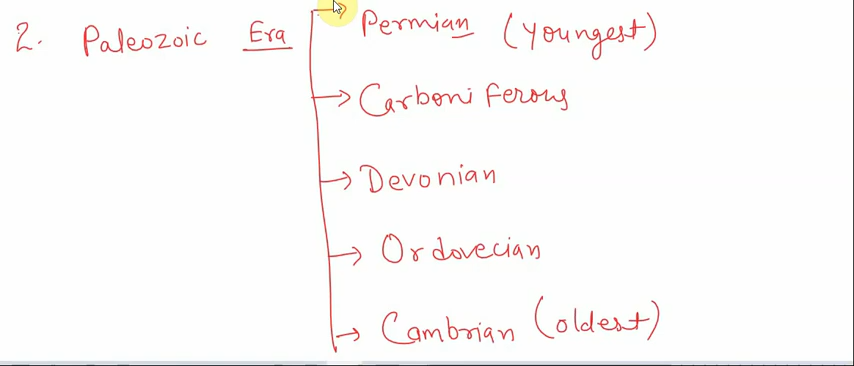 2. Paleozoic Era
Permian (youngest)
Carboniferous
Devonian
Ordovecian
Cambrian (oldest)